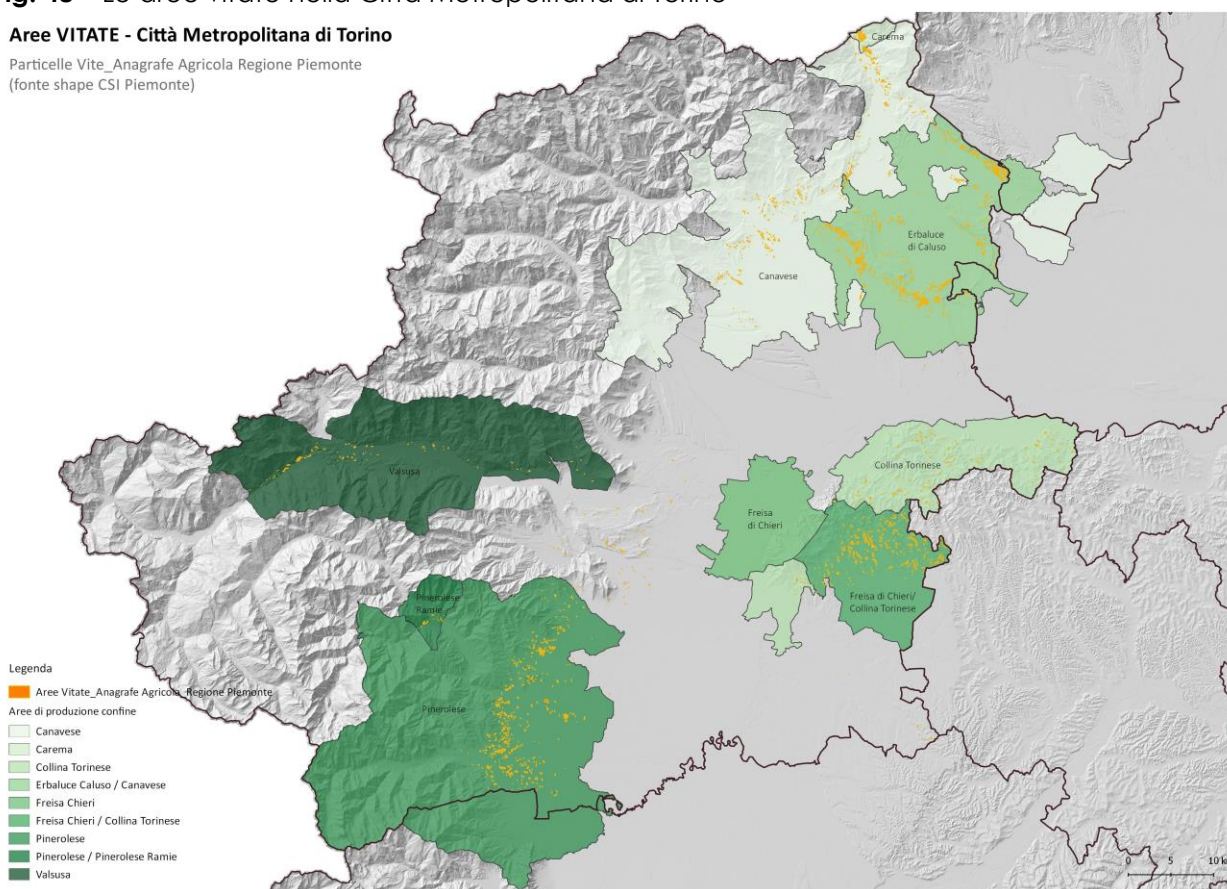 Aree VITATE - Città Metropolitana di Torino
Particelle Vite_Anagrafe Agricola Regione Piemonte
(fonte shape CSI Piemonte)
Carema
Erbaluce
di Caluso
Canavese
Valsusa
Collina Torinese
Freisa
di Chieri
Freisa di Chieri/
Collina Torinese
Pinerolese
Ramie
Pinerolese
Legenda
Aree Vitate_Anagrafe Agricola_Regione Piemonte
Aree di produzione confine
Canavese
Carema
Collina Torinese
Erbaluce Caluso / Canavese
Freisa Chieri
Freisa Chieri / Collina Torinese
Pinerolese
Pinerolese / Pinerolese Ramie
Valsusa
0 5 10